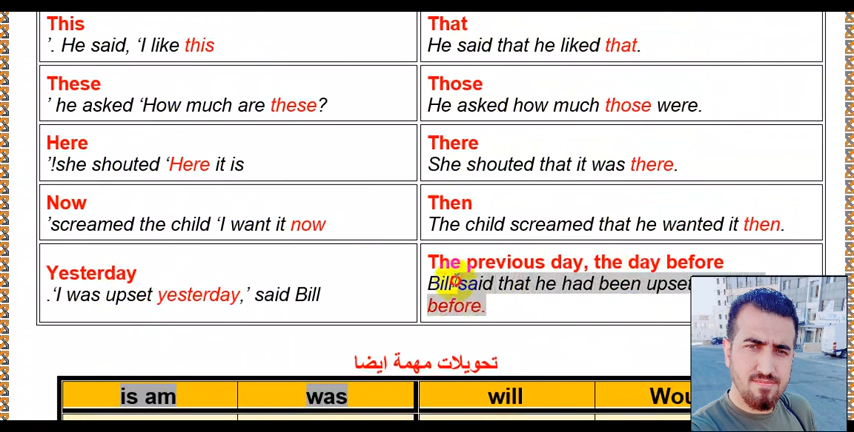 This
’. He said, ‘I like this
That
He said that he liked that.
These
’ he asked ‘How much are these?
Those
He asked how much those were.
Here
’!she shouted ‘Here it is
There
She shouted that it was there.
Now
’screamed the child ‘I want it now
Then
The child screamed that he wanted it then.
Yesterday
.‘I was upset yesterday,’ said Bill
The previous day, the day before
Bill said that he had been upset
before.
تحويلات مهمة ايضا
is am
was
will